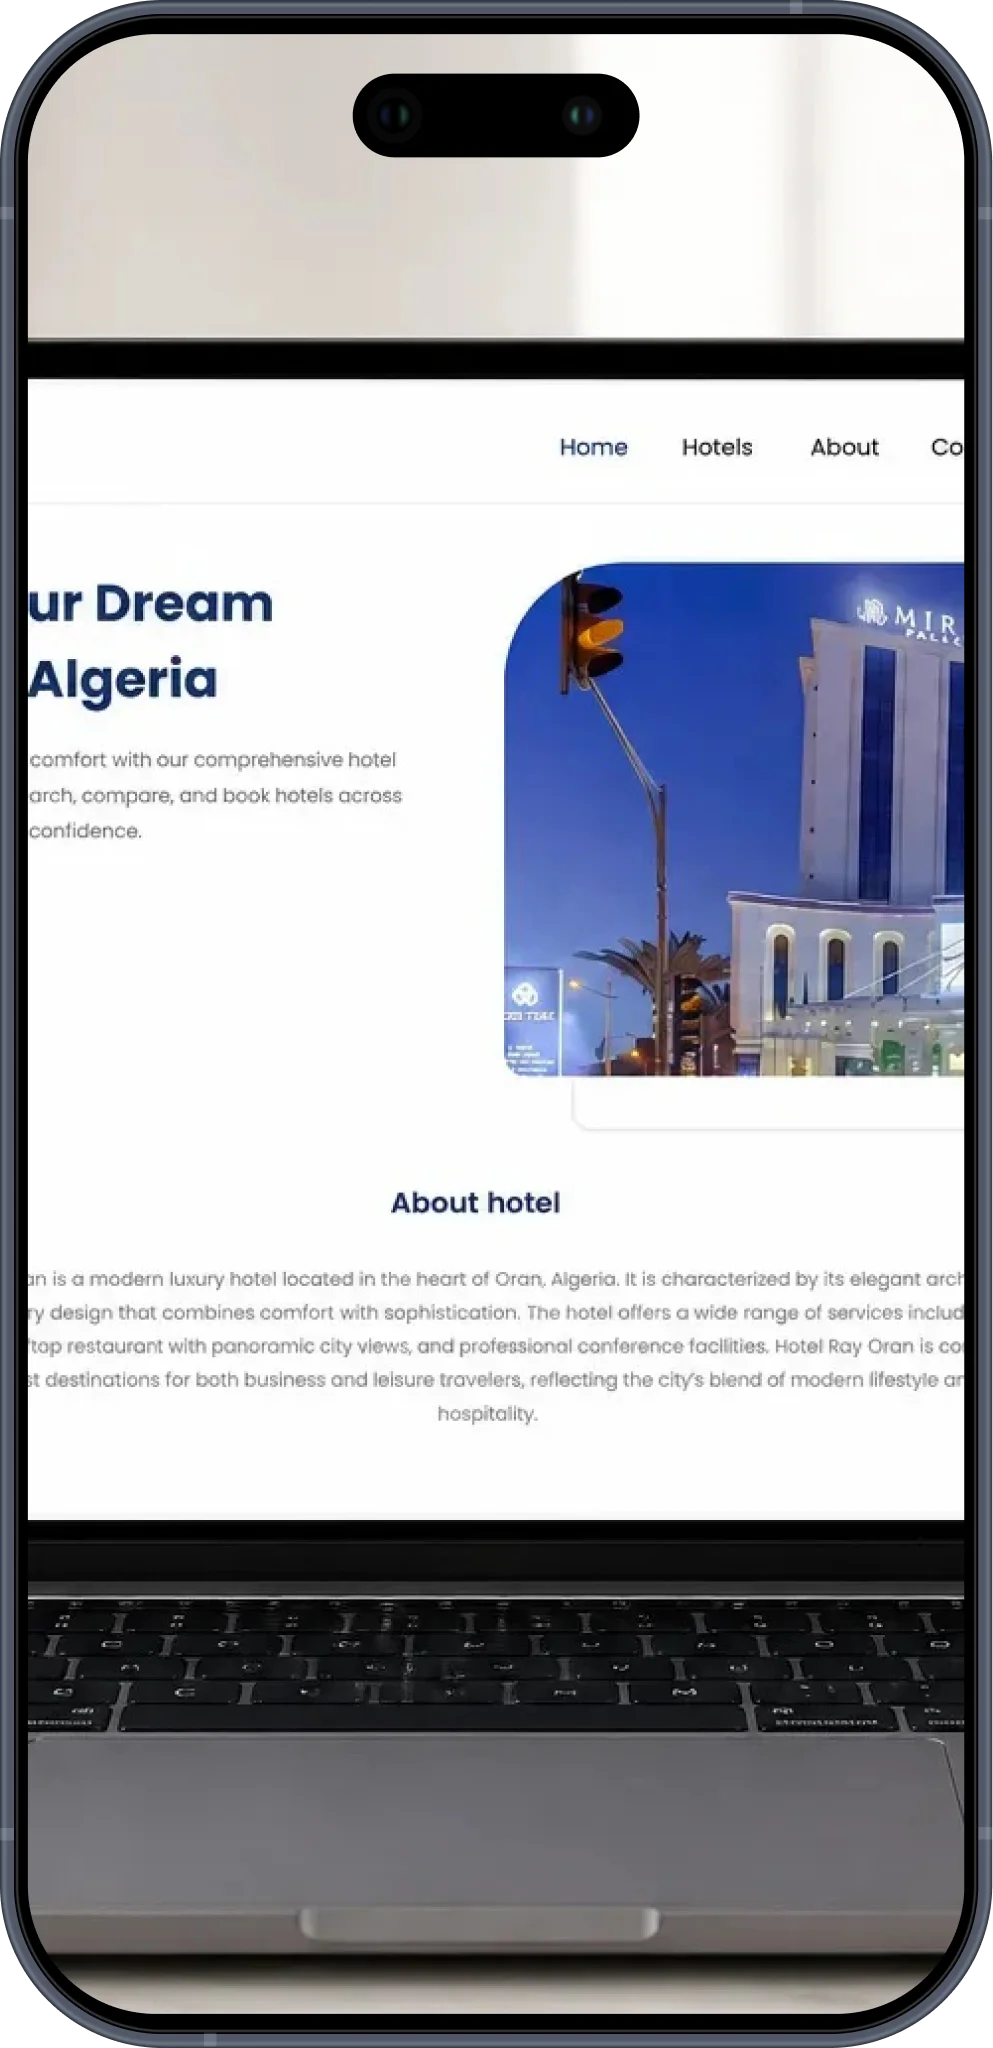 Home Hotels About Co
ur Dream
Algeria
comfort with our comprehensive hotel
arch, compare, and book hotels across
confidence.
MIR
About hotel
an is a modern luxury hotel located in the heart of Oran, Algeria. It is characterized by its elegant arch
ry design that combines comfort with sophistication. The hotel offers a wide range of services includ
ftop restaurant with panoramic city views, and professional conference facilities. Hotel Ray Oran is co
st destinations for both business and leisure travelers, reflecting the city's blend of modern lifestyle an
hospitality.